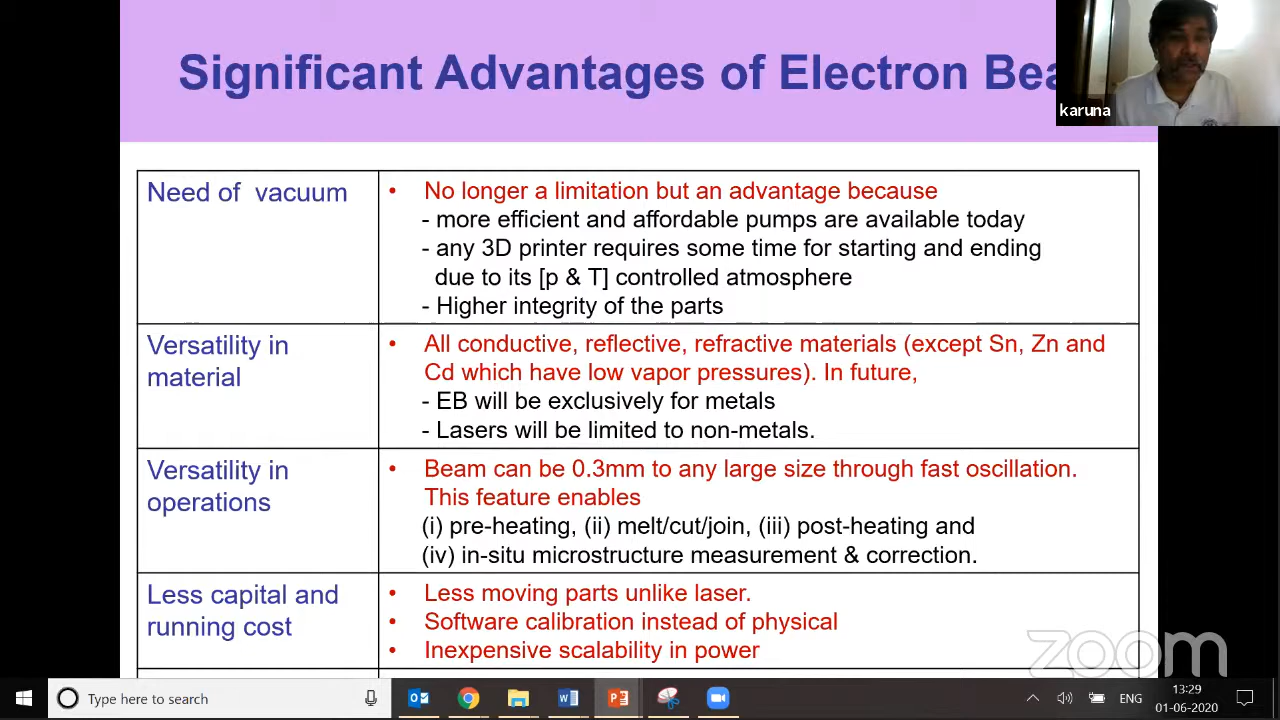 Significant Advantages of Electron Bea
karuna
Need of vacuum
• No longer a limitation but an advantage because
- more efficient and affordable pumps are available today
- any 3D printer requires some time for starting and ending
due to its [p & T] controlled atmosphere
- Higher integrity of the parts
Versatility in
material
• All conductive, reflective, refractive materials (except Sn, Zn and
Cd which have low vapor pressures). In future,
- EB will be exclusively for metals
- Lasers will be limited to non-metals.
Versatility in
operations
• Beam can be 0.3mm to any large size through fast oscillation.
This feature enables
(i) pre-heating, (ii) melt/cut/join, (iii) post-heating and
(iv) in-situ microstructure measurement & correction.
Less capital and
running cost
• Less moving parts unlike laser.
• Software calibration instead of physical
• Inexpensive scalability in power
zoom
Type here to search
ENG
13:29
01-06-2020